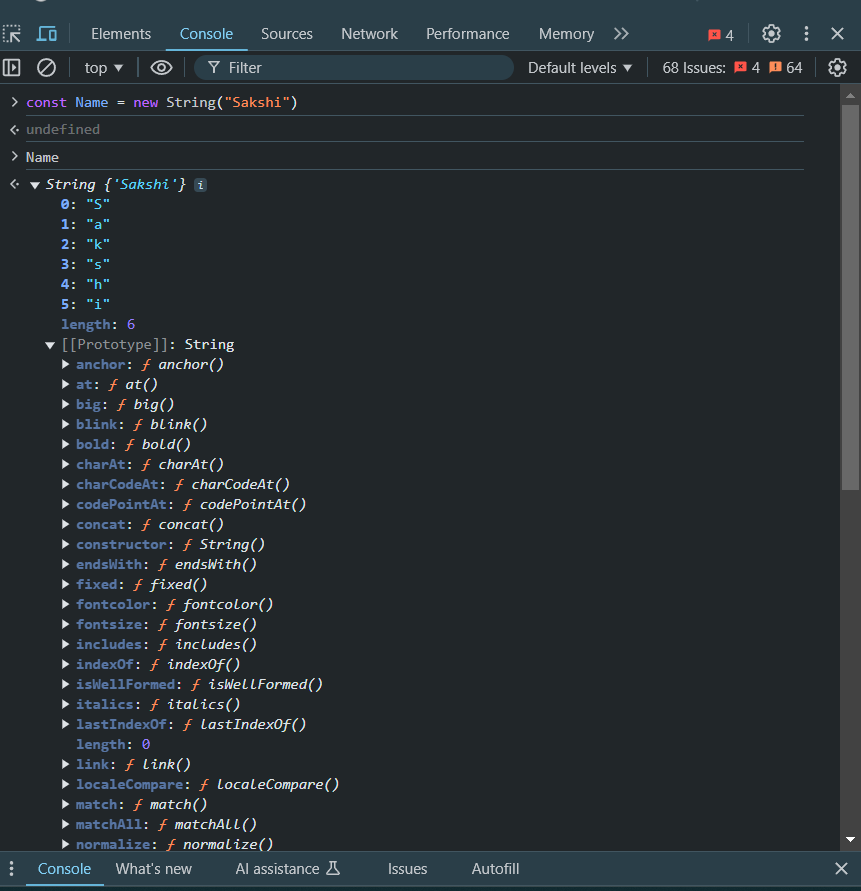 Elements Console Sources Network Performance Memory 4
top Filter Default levels 68 Issues: 4 64
const Name = new String("Sakshi")
undefined
Name
String {'Sakshi'} i
0: "S"
1: "a"
2: "k"
3: "s"
4: "h"
5: "i"
length: 6
[[Prototype]]: String
anchor: ƒ anchor()
at: ƒ at()
big: ƒ big()
blink: ƒ blink()
bold: ƒ bold()
charAt: ƒ charAt()
charCodeAt: ƒ charCodeAt()
codePointAt: ƒ codePointAt()
concat: ƒ concat()
constructor: ƒ String()
endsWith: ƒ endsWith()
fixed: ƒ fixed()
fontcolor: ƒ fontcolor()
fontsize: ƒ fontsize()
includes: ƒ includes()
indexOf: ƒ indexOf()
isWellFormed: ƒ isWellFormed()
italics: ƒ italics()
lastIndexOf: ƒ lastIndexOf()
length: 0
link: ƒ link()
localeCompare: ƒ localeCompare()
match: ƒ match()
matchAll: ƒ matchAll()
normalize: ƒ normalize()
Console What's new AI assistance Issues Autofill